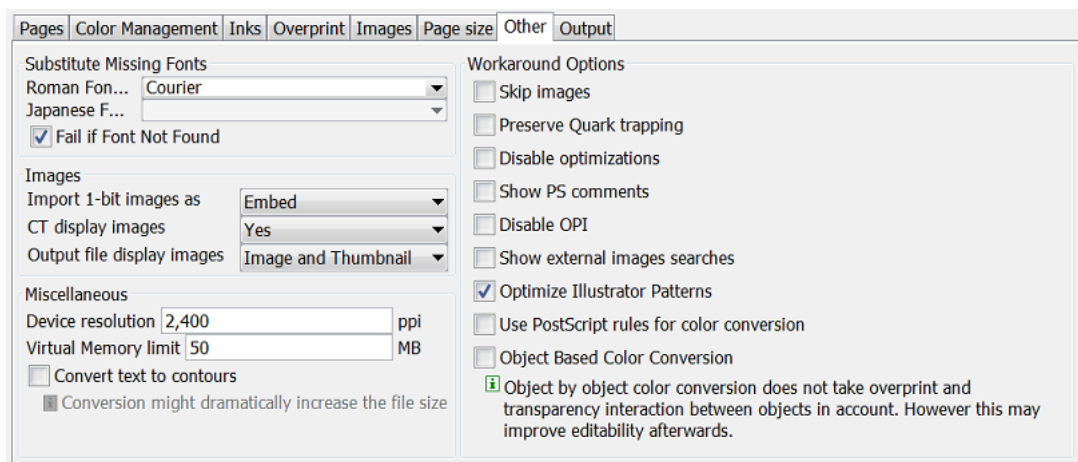 Pages Color Management Inks Overprint Images Page size Other Output
Substitute Missing Fonts
Roman Fon... Courier
Japanese F...
Fail if Font Not Found
Images
Import 1-bit images as Embed
CT display images Yes
Output file display images Image and Thumbnail
Miscellaneous
Device resolution 2,400 ppi
Virtual Memory limit 50 MB
Convert text to contours
Conversion might dramatically increase the file size
Workaround Options
Skip images
Preserve Quark trapping
Disable optimizations
Show PS comments
Disable OPI
Show external images searches
Optimize Illustrator Patterns
Use PostScript rules for color conversion
Object Based Color Conversion
Object by object color conversion does not take overprint and
transparency interaction between objects in account. However this may
improve editability afterwards.